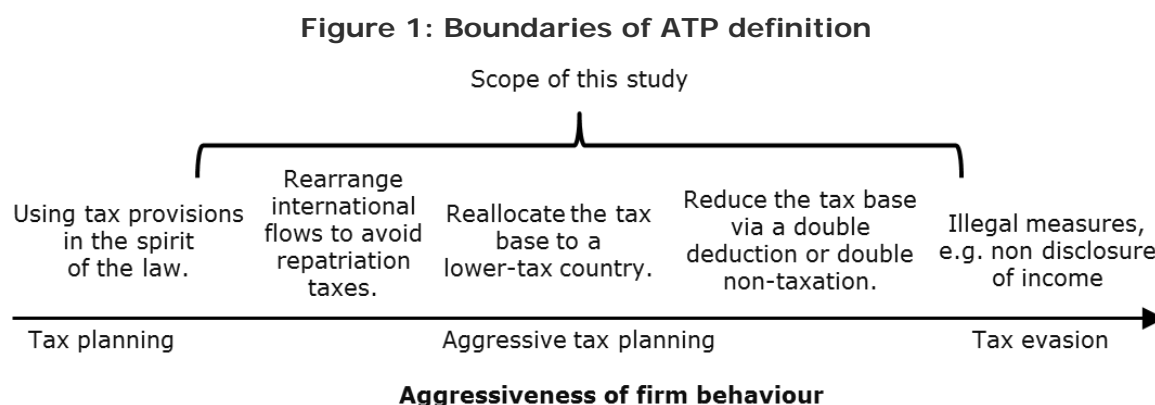 Figure 1: Boundaries of ATP definition
Scope of this study
Using tax provisions
in the spirit
of the law.
Rearrange
international
flows to avoid
repatriation
taxes.
Reallocate the tax
base to a
lower-tax country.
Reduce the tax base
via a double
deduction or double
non-taxation.
Illegal measures,
e.g. non disclosure
of income
Tax planning
Aggressive tax planning
Tax evasion
Aggressiveness of firm behaviour